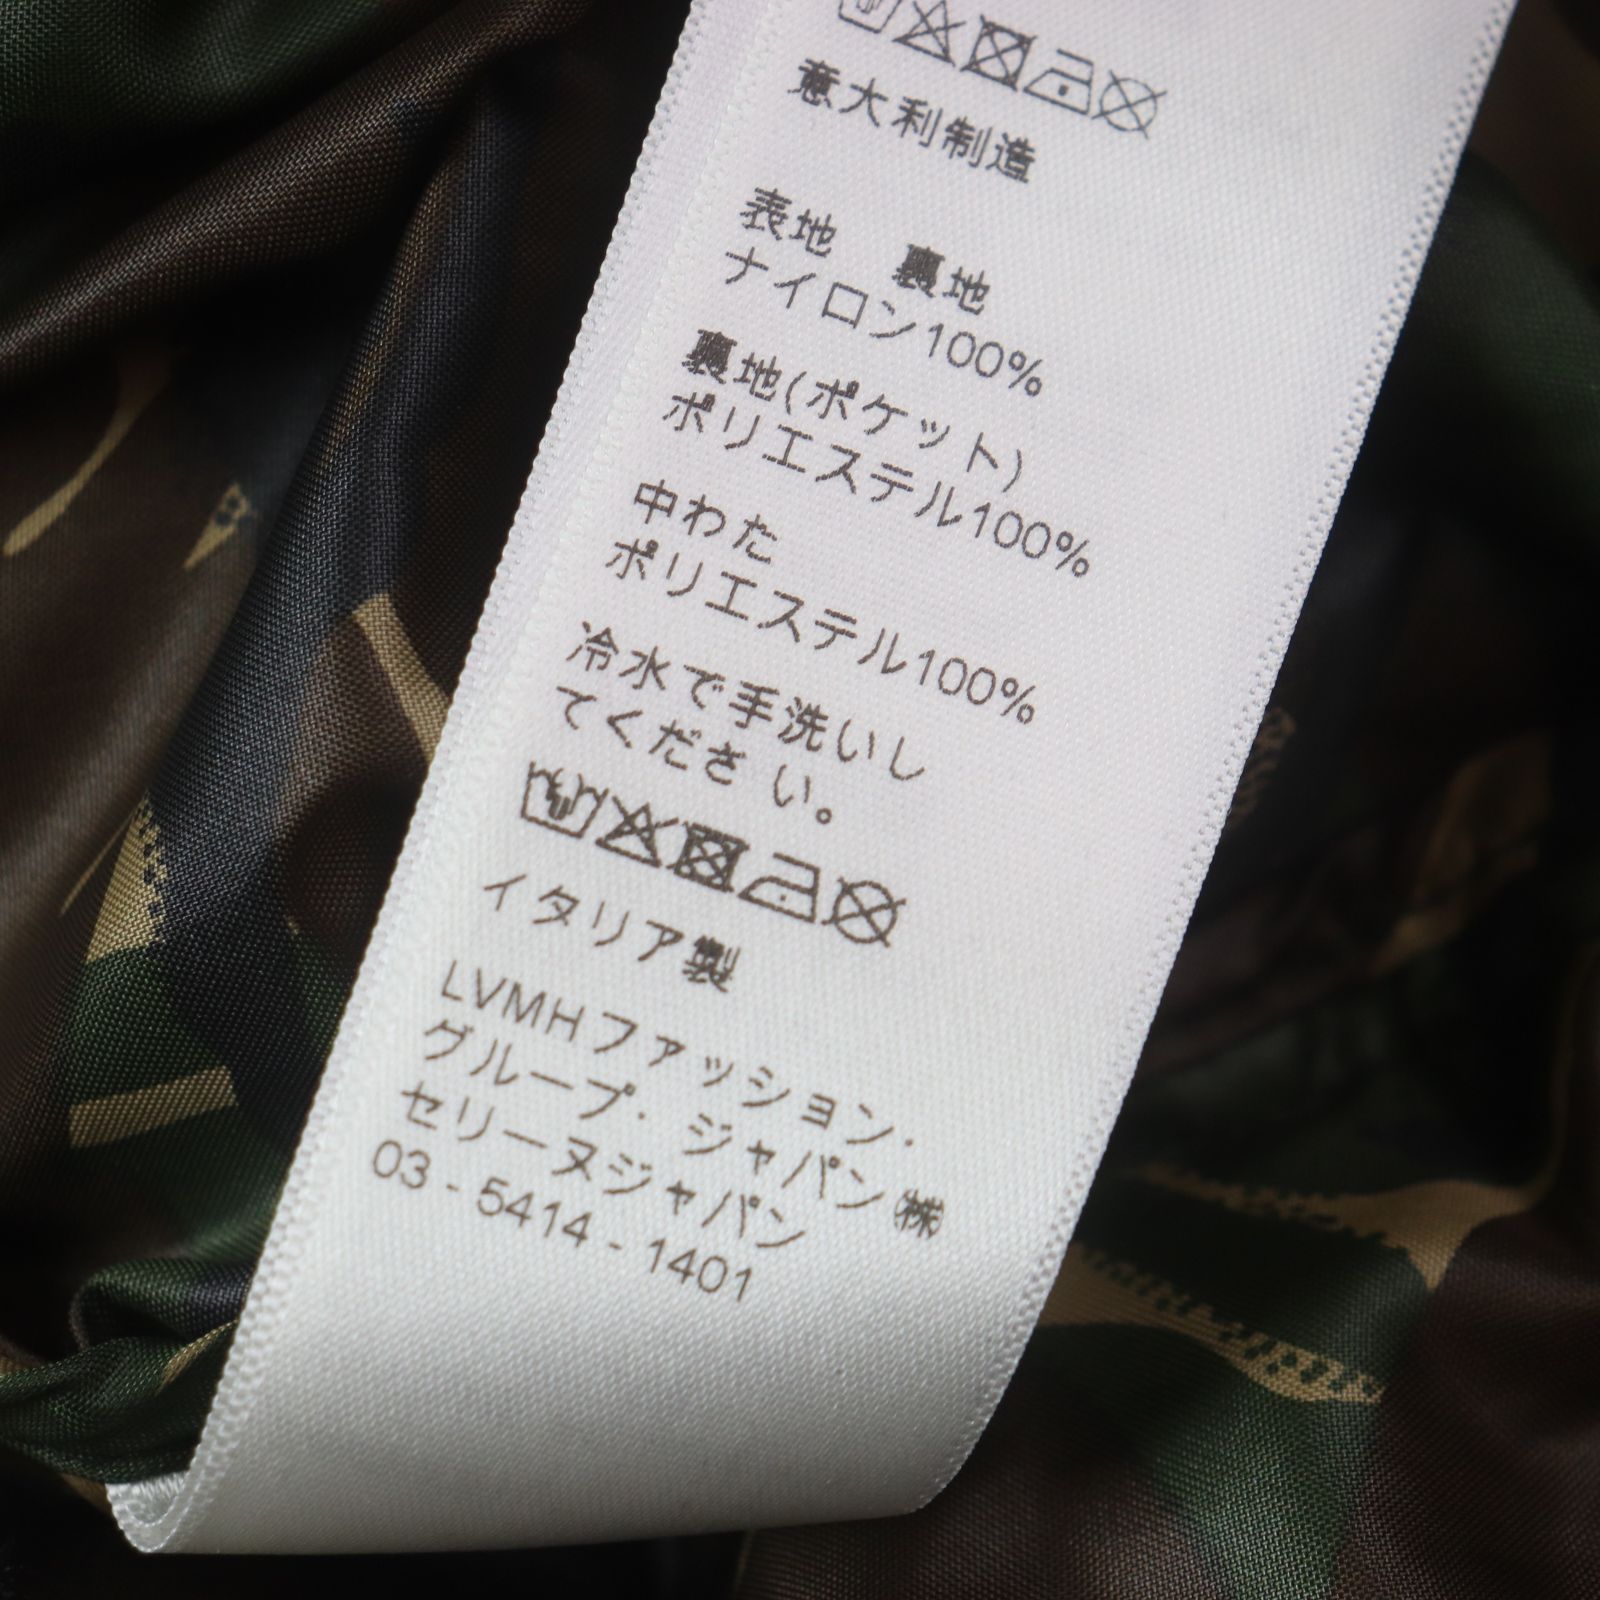 意大利制造
表地　裏地
ナイロン100%
裏地(ポケット)
ポリエステル100%
中わた
ポリエステル100%
冷水で手洗いし
てください。
イタリア製
LVMHファッション・
グループ・ジャパン㈱
セリーヌジャパン
03-5414-1401